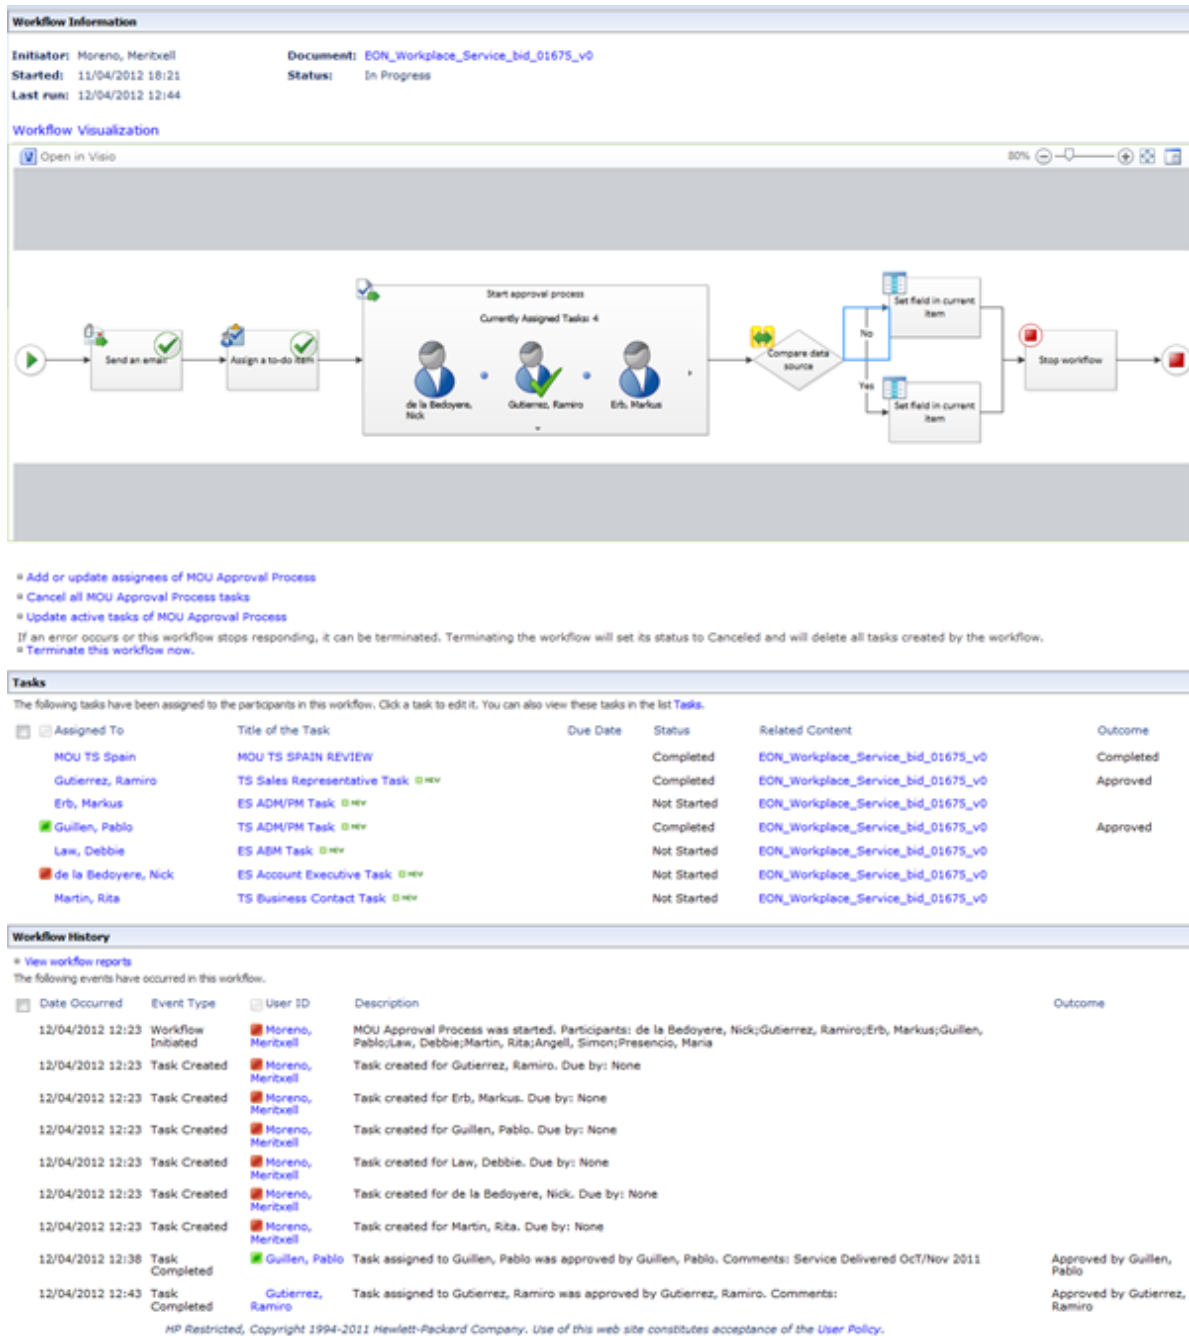 Workflow Information
Initiator: Moreno, Meritxell
Document: EON_Workplace_Service_bid_01675_v0
Started: 11/04/2012 18:21
Status: In Progress
Last run: 12/04/2012 12:44
Workflow Visualization
Open in Visio
80%
Start approval process
Currently Assigned Tasks: 4
Send an email
Assign a to-do item
de la Bedoyere, Nick
Gutierrez, Ramiro
Erb, Markus
Compare data source
No
Yes
Set field in current item
Set field in current item
Stop workflow
Add or update assignees of MOU Approval Process
Cancel all MOU Approval Process tasks
Update active tasks of MOU Approval Process
If an error occurs or this workflow stops responding, it can be terminated. Terminating the workflow will set its status to Canceled and will delete all tasks created by the workflow.
Terminate this workflow now.
Tasks
The following tasks have been assigned to the participants in this workflow. Click a task to edit it. You can also view these tasks in the list Tasks.
Assigned To Title of the Task Due Date Status Related Content Outcome
MOU TS Spain MOU TS SPAIN REVIEW Completed EON_Workplace_Service_bid_01675_v0 Completed
Gutierrez, Ramiro TS Sales Representative Task NEW Completed EON_Workplace_Service_bid_01675_v0 Approved
Erb, Markus ES ADM/PM Task NEW Not Started EON_Workplace_Service_bid_01675_v0
Guillen, Pablo TS ADM/PM Task NEW Completed EON_Workplace_Service_bid_01675_v0 Approved
Law, Debbie ES ABM Task NEW Not Started EON_Workplace_Service_bid_01675_v0
de la Bedoyere, Nick ES Account Executive Task NEW Not Started EON_Workplace_Service_bid_01675_v0
Martin, Rita TS Business Contact Task NEW Not Started EON_Workplace_Service_bid_01675_v0
Workflow History
View workflow reports
The following events have occurred in this workflow.
Date Occurred Event Type User ID Description Outcome
12/04/2012 12:23 Workflow Initiated Moreno, Meritxell MOU Approval Process was started. Participants: de la Bedoyere, Nick;Gutierrez, Ramiro;Erb, Markus;Guillen, Pablo;Law, Debbie;Martin, Rita;Angell, Simon;Presencio, Maria
12/04/2012 12:23 Task Created Moreno, Meritxell Task created for Gutierrez, Ramiro. Due by: None
12/04/2012 12:23 Task Created Moreno, Meritxell Task created for Erb, Markus. Due by: None
12/04/2012 12:23 Task Created Moreno, Meritxell Task created for Guillen, Pablo. Due by: None
12/04/2012 12:23 Task Created Moreno, Meritxell Task created for Law, Debbie. Due by: None
12/04/2012 12:23 Task Created Moreno, Meritxell Task created for de la Bedoyere, Nick. Due by: None
12/04/2012 12:23 Task Created Moreno, Meritxell Task created for Martin, Rita. Due by: None
12/04/2012 12:38 Task Completed Guillen, Pablo Task assigned to Guillen, Pablo was approved by Guillen, Pablo. Comments: Service Delivered OcT/Nov 2011 Approved by Guillen, Pablo
12/04/2012 12:43 Task Completed Gutierrez, Ramiro Task assigned to Gutierrez, Ramiro was approved by Gutierrez, Ramiro. Comments: Approved by Gutierrez, Ramiro
HP Restricted, Copyright 1994-2011 Hewlett-Packard Company. Use of this web site constitutes acceptance of the User Policy.